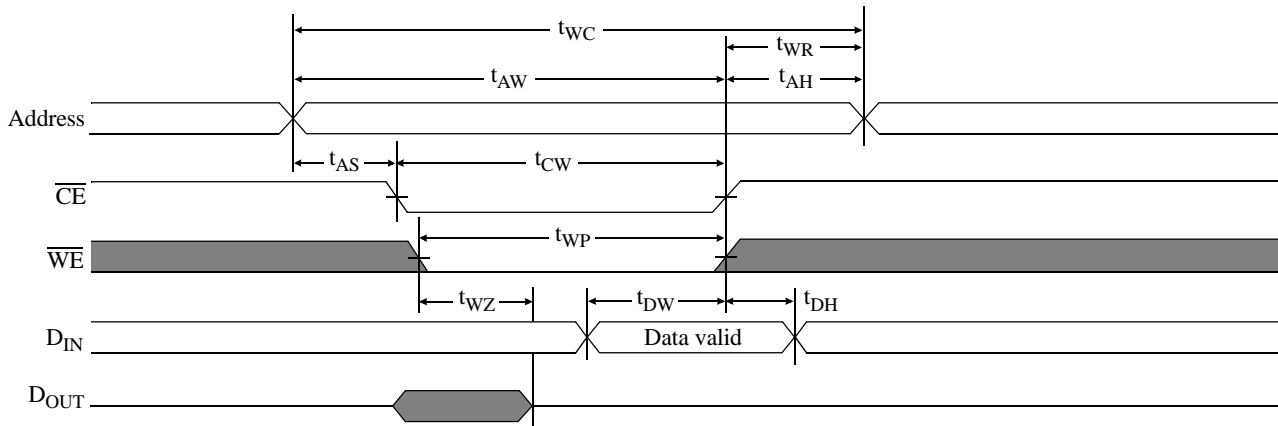 tWC
tWR
tAW
tAH
Address
tAS
tCW
CE
tWP
WE
tWZ
tDW
tDH
DIN
Data valid
DOUT